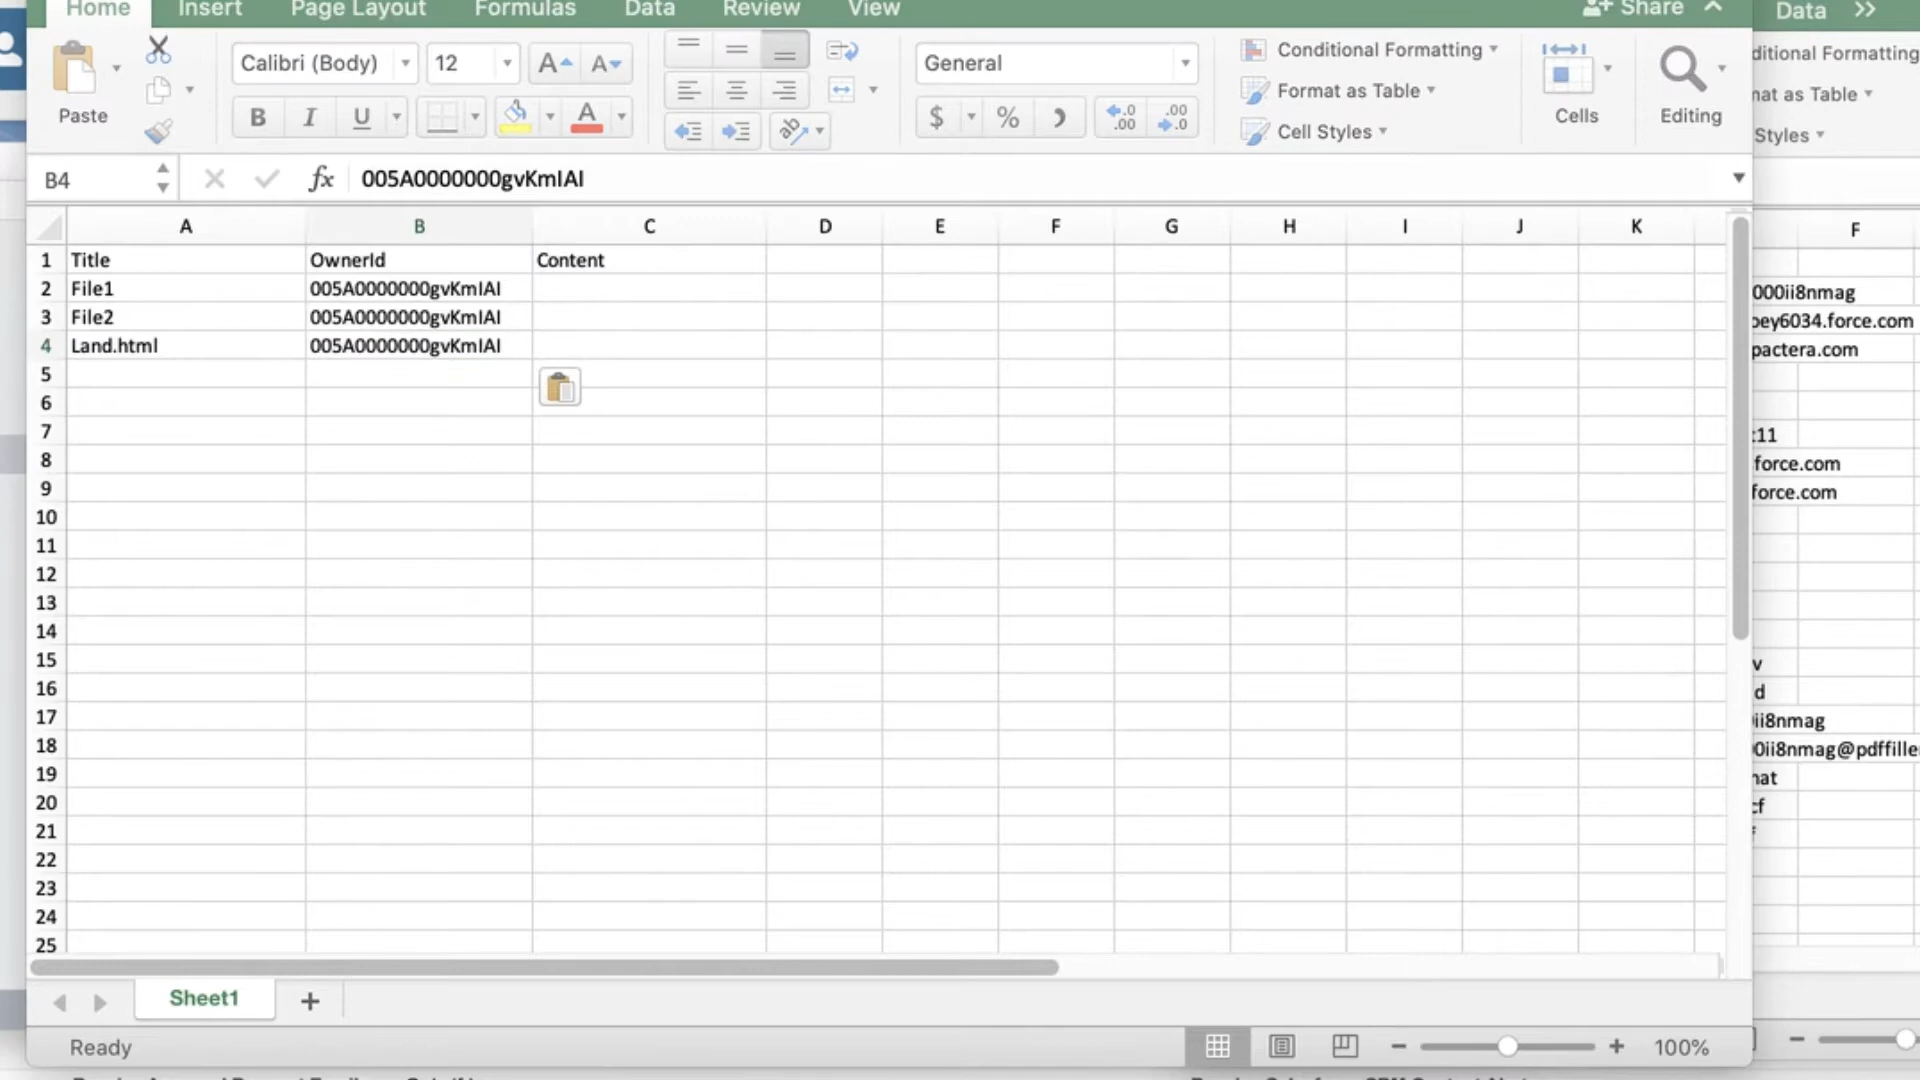 Home Insert Page Layout Formulas Data Review View Share Data
Calibri (Body) 12 General Conditional Formatting
Paste Format as Table Cells Editing
B I U $ % Cell Styles
ditional Formatting
nat as Table
Styles
B4 fx 005A0000000gvKmIAI
A B C D E F G H I J K F
1 Title OwnerId Content
2 File1 005A0000000gvKmIAI
3 File2 005A0000000gvKmIAI
4 Land.html 005A0000000gvKmIAI
5
6
7
8
9
10
11
12
13
14
15
16
17
18
19
20
21
22
23
24
25
000ii8nmag
oey6034.force.com
pactera.com
:11
force.com
force.com
v
d
ii8nmag
0ii8nmag@pdffille
nat
cf
Sheet1 +
Ready 100%